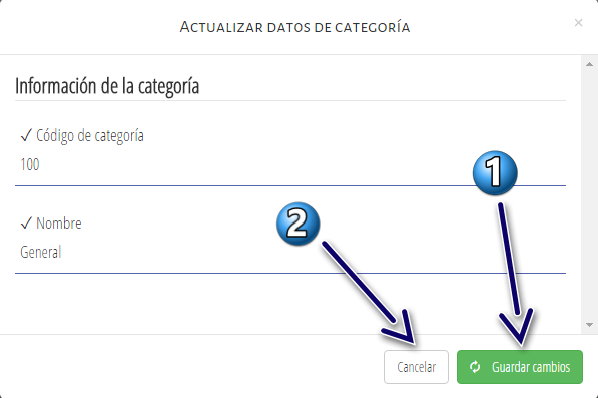 Actualizar datos de categoría
×
Información de la categoría
✓ Código de categoría
100
1
✓ Nombre
2
General
Cancelar
Guardar cambios